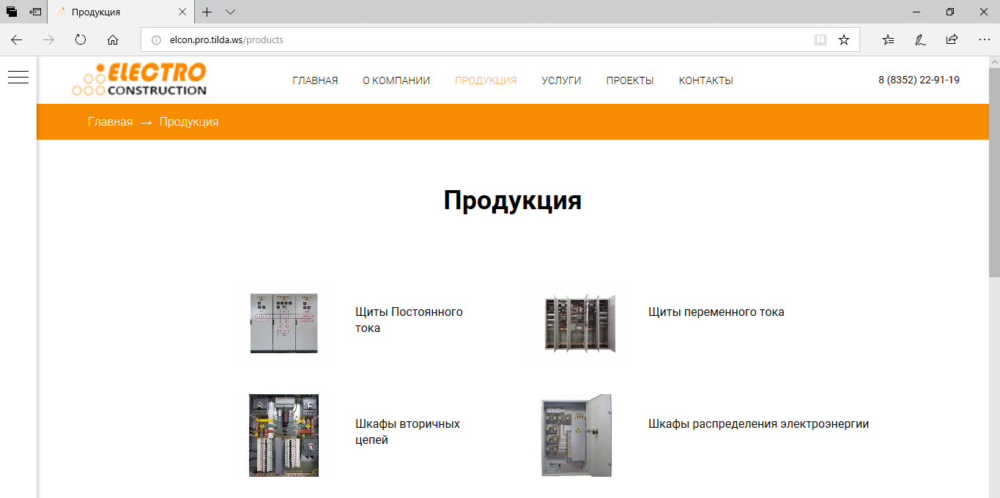 Продукция
elcon.pro.tilda.ws/products
ELECTRO
CONSTRUCTION
ГЛАВНАЯ О КОМПАНИИ ПРОДУКЦИЯ УСЛУГИ ПРОЕКТЫ КОНТАКТЫ
8 (8352) 22-91-19
Главная → Продукция
Продукция
Щиты Постоянного
тока
Щиты переменного тока
Шкафы вторичных
цепей
Шкафы распределения электроэнергии